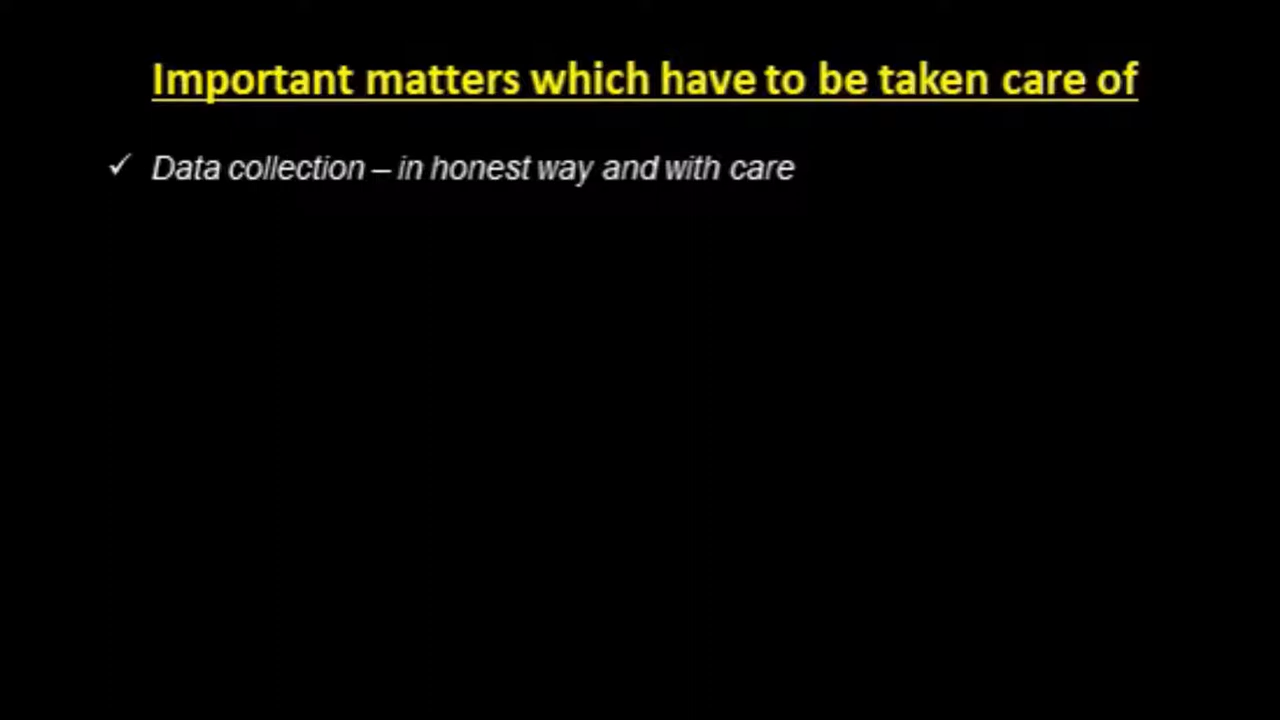 Important matters which have to be taken care of
✓ Data collection – in honest way and with care